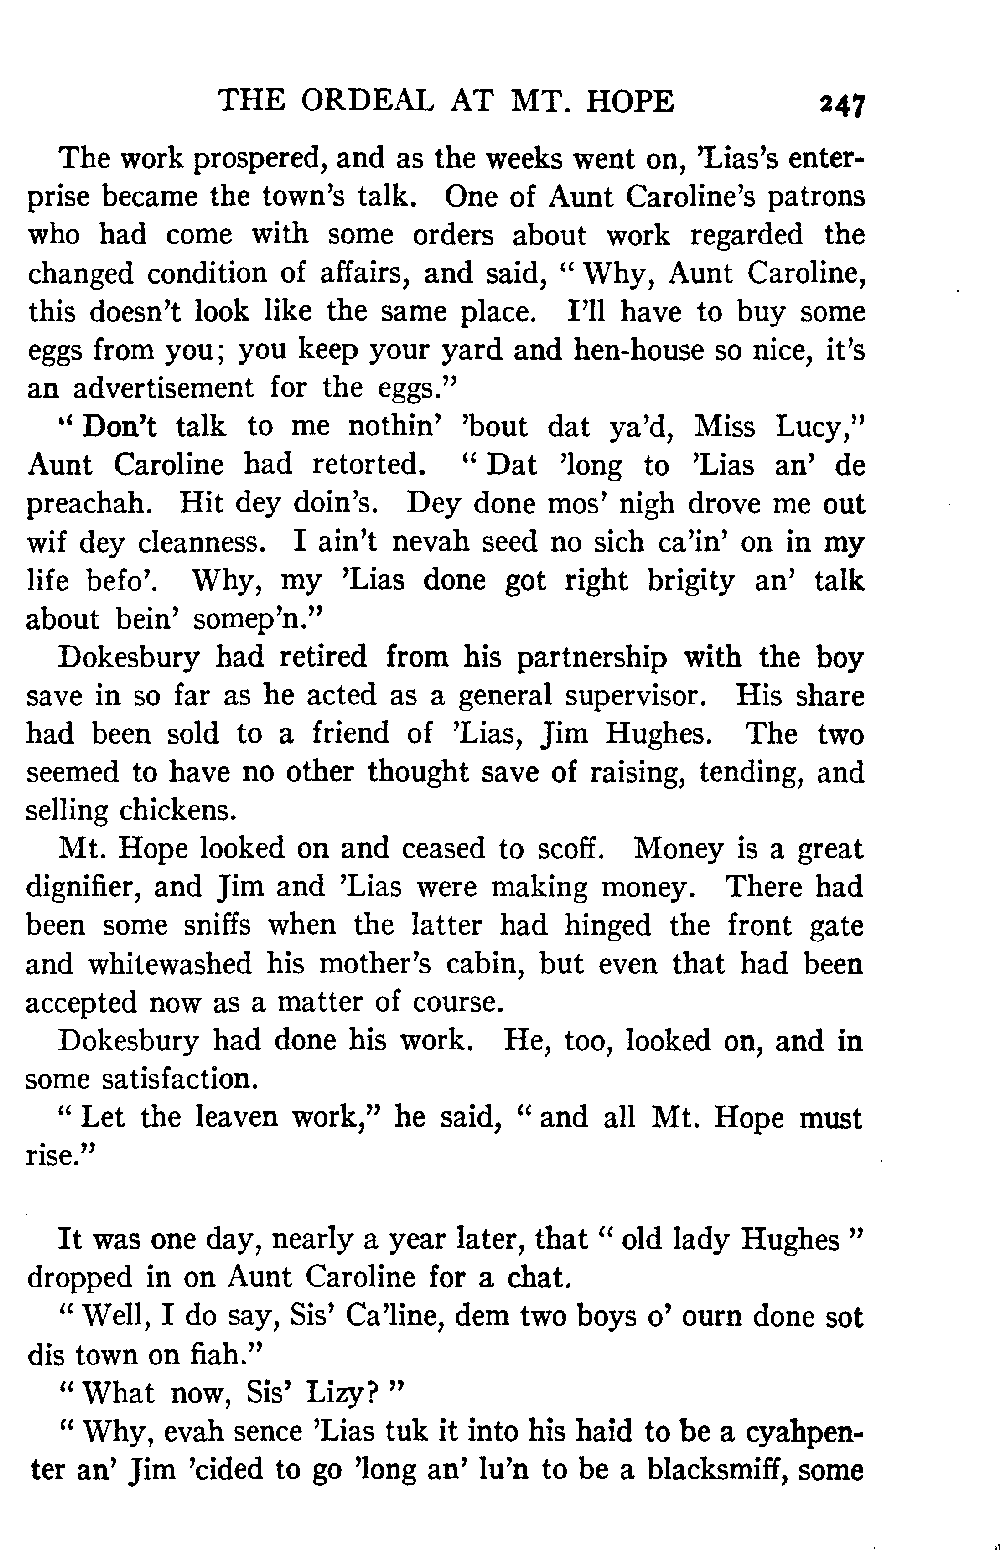 THE ORDEAL AT MT. HOPE 247
The work prospered, and as the weeks went on, 'Lias's enter-
prise became the town's talk. One of Aunt Caroline's patrons
who had come with some orders about work regarded the
changed condition of affairs, and said, " Why, Aunt Caroline,
this doesn't look like the same place. I'll have to buy some
eggs from you; you keep your yard and hen-house so nice, it's
an advertisement for the eggs."
" Don't talk to me nothin' 'bout dat ya'd, Miss Lucy,"
Aunt Caroline had retorted. " Dat 'long to 'Lias an' de
preachah. Hit dey doin's. Dey done mos' nigh drove me out
wif dey cleanness. I ain't nevah seed no sich ca'in' on in my
life befo'. Why, my 'Lias done got right brigity an' talk
about bein' somep'n."
Dokesbury had retired from his partnership with the boy
save in so far as he acted as a general supervisor. His share
had been sold to a friend of 'Lias, Jim Hughes. The two
seemed to have no other thought save of raising, tending, and
selling chickens.
Mt. Hope looked on and ceased to scoff. Money is a great
dignifier, and Jim and 'Lias were making money. There had
been some sniffs when the latter had hinged the front gate
and whitewashed his mother's cabin, but even that had been
accepted now as a matter of course.
Dokesbury had done his work. He, too, looked on, and in
some satisfaction.
" Let the leaven work," he said, " and all Mt. Hope must
rise."
It was one day, nearly a year later, that " old lady Hughes "
dropped in on Aunt Caroline for a chat.
" Well, I do say, Sis' Ca'line, dem two boys o' ourn done sot
dis town on fiah."
" What now, Sis' Lizy? "
" Why, evah sence 'Lias tuk it into his haid to be a cyahpen-
ter an' Jim 'cided to go 'long an' lu'n to be a blacksmiff, some